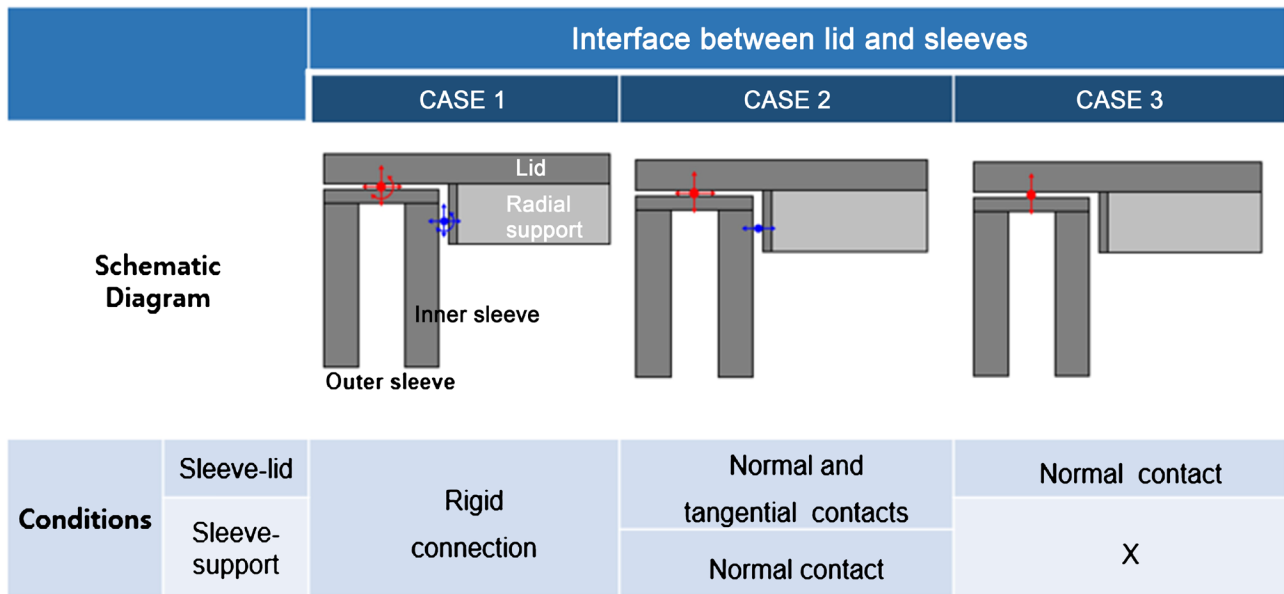 Interface between lid and sleeves
CASE 1
CASE 2
CASE 3
Schematic
Diagram
Lid
Radial
support
Inner sleeve
Outer sleeve
Conditions
Sleeve-lid
Sleeve-
support
Rigid
connection
Normal and
tangential contacts
Normal contact
Normal contact
X